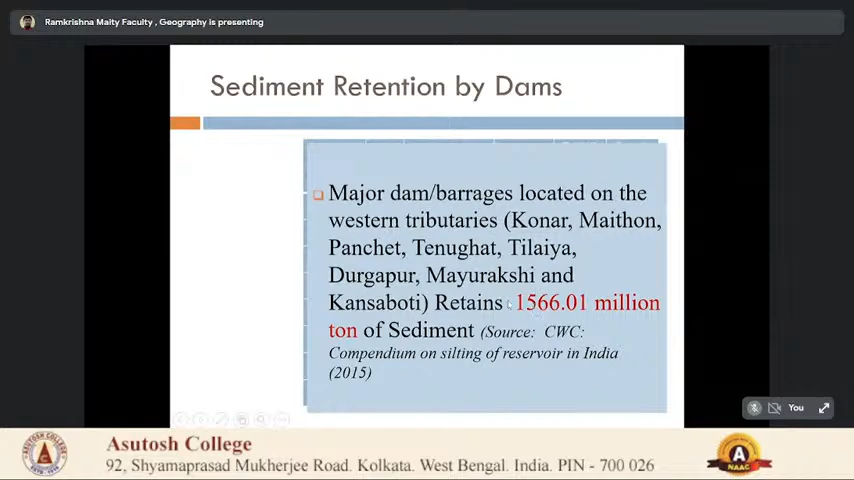 Ramkrishna Maity Faculty , Geography is presenting
Sediment Retention by Dams
Major dam/barrages located on the
western tributaries (Konar, Maithon,
Panchet, Tenughat, Tilaiya,
Durgapur, Mayurakshi and
Kansaboti) Retains 1566.01 million
ton of Sediment (Source: CWC:
Compendium on silting of reservoir in India
(2015)
You
Asutosh College
92, Shyamaprasad Mukherjee Road. Kolkata. West Bengal. India. PIN - 700 026
A
NAAC